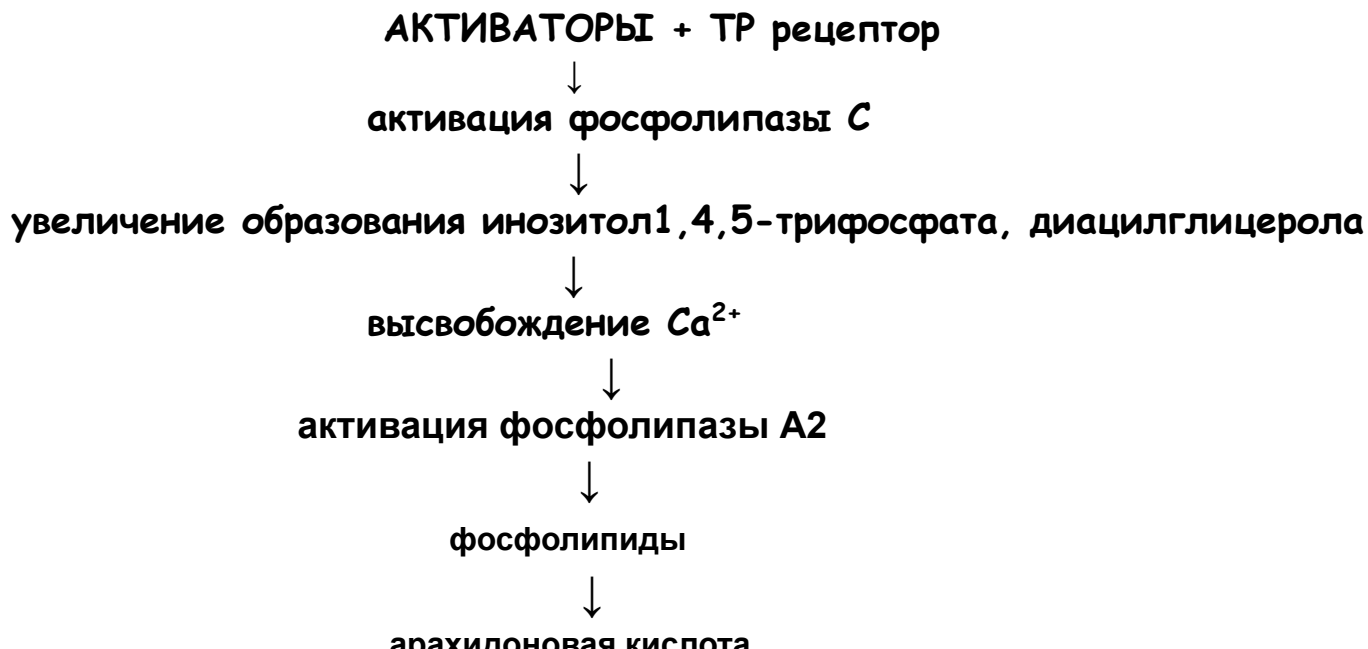 АКТИВАТОРЫ + ТР рецептор
↓
активация фосфолипазы С
↓
увеличение образования инозитол1,4,5-трифосфата, диацилглицерола
↓
высвобождение Ca²⁺
↓
активация фосфолипазы А2
↓
фосфолипиды
↓
арахидоновая кислота